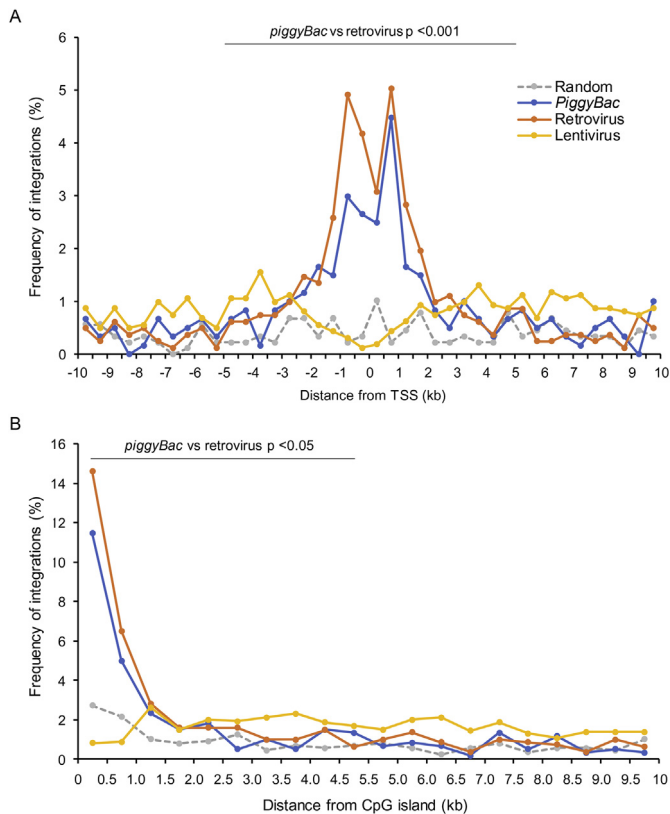 A
piggyBac vs retrovirus p <0.001
6
5
4
3
2
1
0
Frequency of integrations (%)
Random
PiggyBac
Retrovirus
Lentivirus
-10 -9 -8 -7 -6 -5 -4 -3 -2 -1 0 1 2 3 4 5 6 7 8 9 10
Distance from TSS (kb)
B
piggyBac vs retrovirus p <0.05
16
14
12
10
8
6
4
2
0
Frequency of integrations (%)
0 0.5 1.0 1.5 2.0 2.5 3.0 3.5 4.0 4.5 5.0 5.5 6.0 6.5 7.0 7.5 8.0 8.5 9.0 9.5 10
Distance from CpG island (kb)